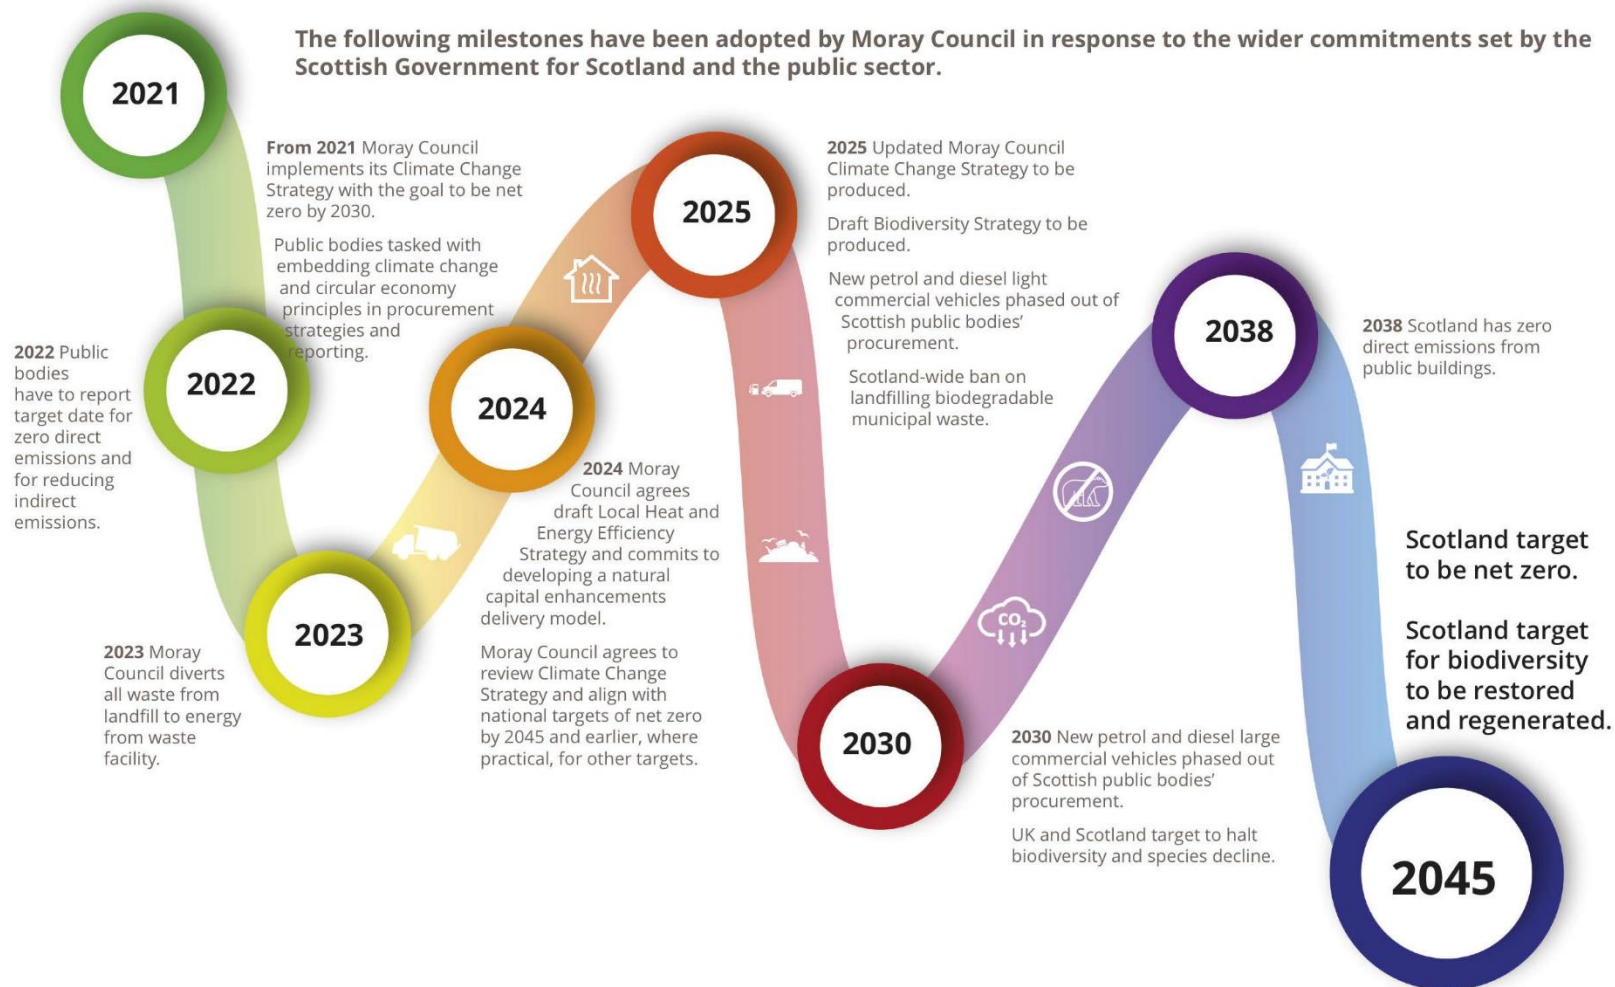 The following milestones have been adopted by Moray Council in response to the wider commitments set by the
Scottish Government for Scotland and the public sector.
2021
From 2021 Moray Council
implements its Climate Change
Strategy with the goal to be net
zero by 2030.
Public bodies tasked with
embedding climate change
and circular economy
principles in procurement
strategies and
reporting.
2022
2022 Public
bodies
have to report
target date for
zero direct
emissions and
for reducing
indirect
emissions.
2023
2023 Moray
Council diverts
all waste from
landfill to energy
from waste
facility.
2024
2024 Moray
Council agrees
draft Local Heat and
Energy Efficiency
Strategy and commits to
developing a natural
capital enhancements
delivery model.
Moray Council agrees to
review Climate Change
Strategy and align with
national targets of net zero
by 2045 and earlier, where
practical, for other targets.
2025
2025 Updated Moray Council
Climate Change Strategy to be
produced.
Draft Biodiversity Strategy to be
produced.
New petrol and diesel light
commercial vehicles phased out of
Scottish public bodies’
procurement.
Scotland-wide ban on
landfilling biodegradable
municipal waste.
2030
2030 New petrol and diesel large
commercial vehicles phased out
of Scottish public bodies’
procurement.
UK and Scotland target to halt
biodiversity and species decline.
CO₂
2038
2038 Scotland has zero
direct emissions from
public buildings.
Scotland target
to be net zero.
Scotland target
for biodiversity
to be restored
and regenerated.
2045